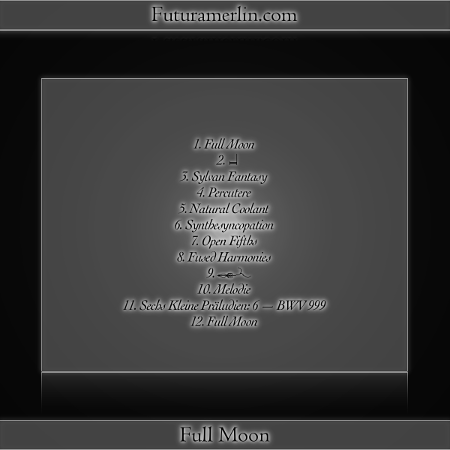 Futuramerlin.com
1. Full Moon
2.
3. Sylvan Fantasy
4. Percutere
5. Natural Coolant
6. Synthesyncopation
7. Open Fifths
8. Fused Harmonies
9.
10. Melodie
11. Sechs Kleine Präludien: 6 — BWV 999
12. Full Moon
Full Moon